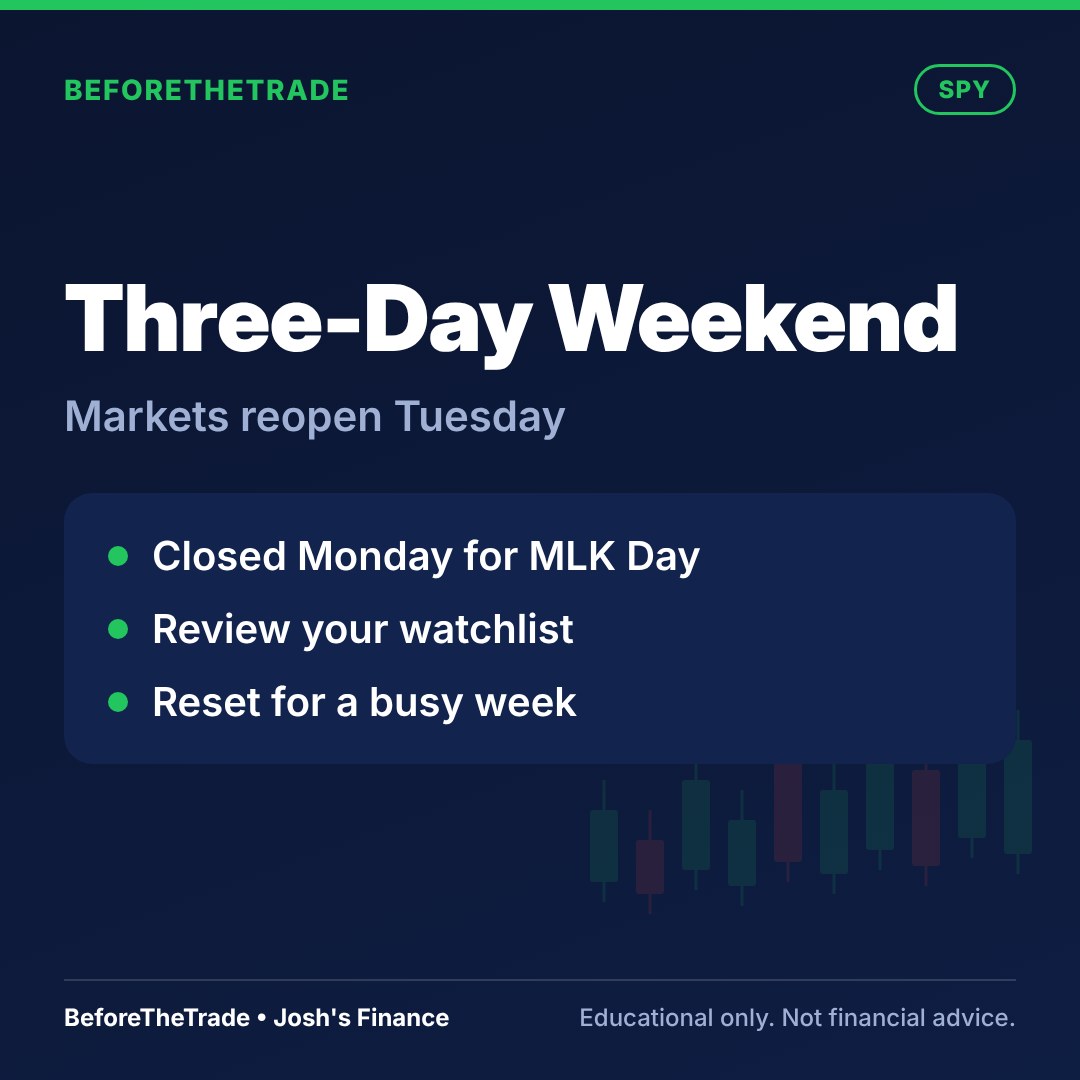 BEFORETHETRADE
SPY
Three-Day Weekend
Markets reopen Tuesday
Closed Monday for MLK Day
Review your watchlist
Reset for a busy week
BeforeTheTrade • Josh's Finance
Educational only. Not financial advice.